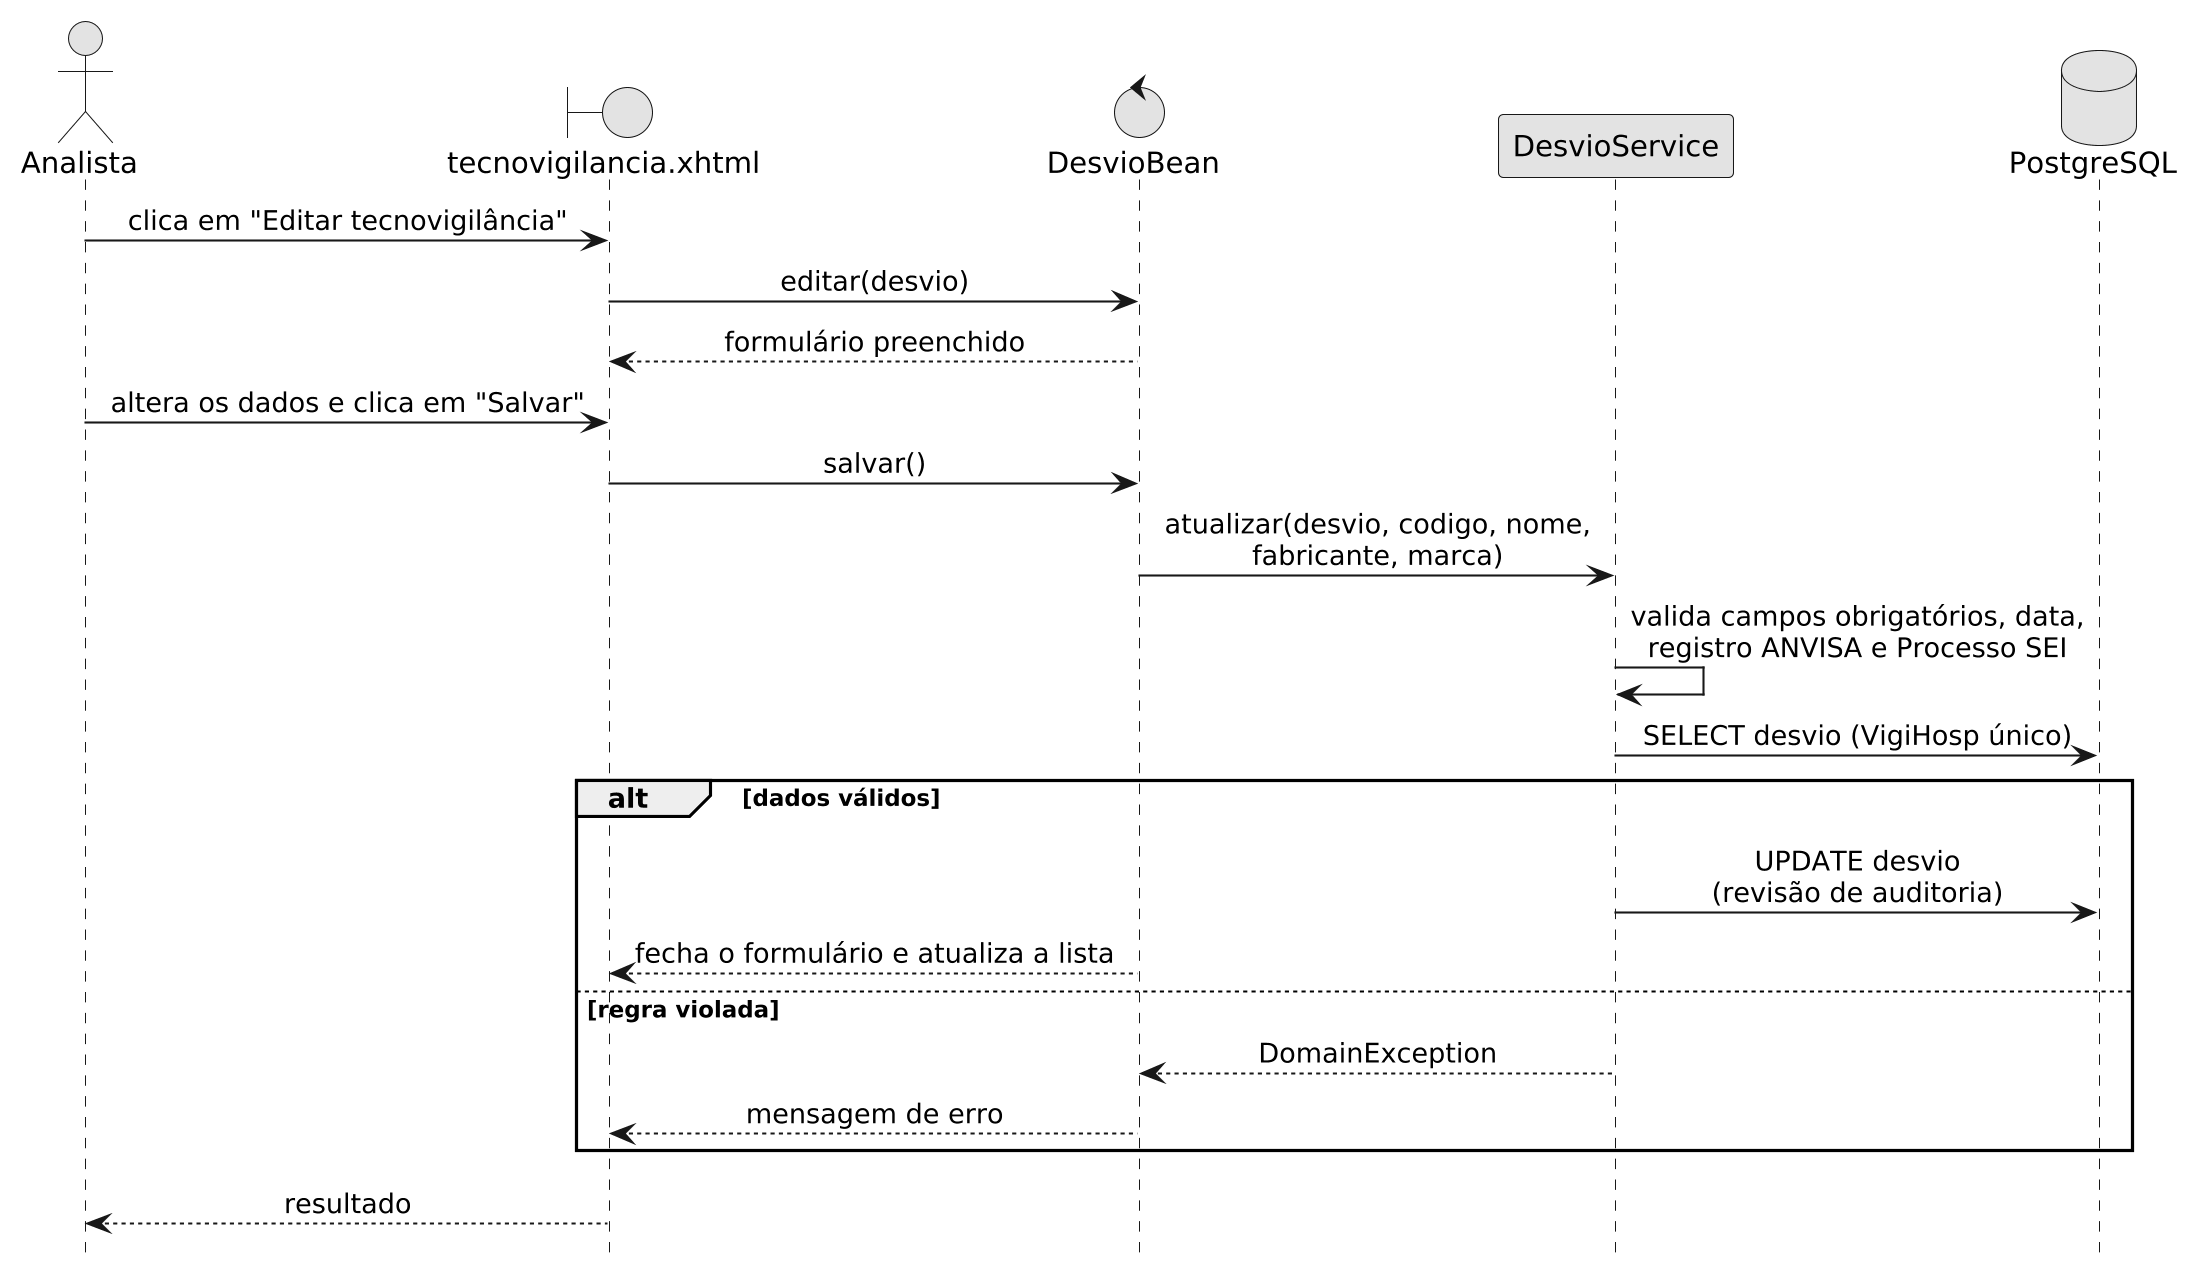 Analista
tecnovigilancia.xhtml
DesvioBean
DesvioService
PostgreSQL
clica em "Editar tecnovigilância"
editar(desvio)
formulário preenchido
altera os dados e clica em "Salvar"
salvar()
atualizar(desvio, codigo, nome,
fabricante, marca)
valida campos obrigatórios, data,
registro ANVISA e Processo SEI
SELECT desvio (VigiHosp único)
alt [dados válidos]
UPDATE desvio
(revisão de auditoria)
fecha o formulário e atualiza a lista
[regra violada]
DomainException
mensagem de erro
resultado